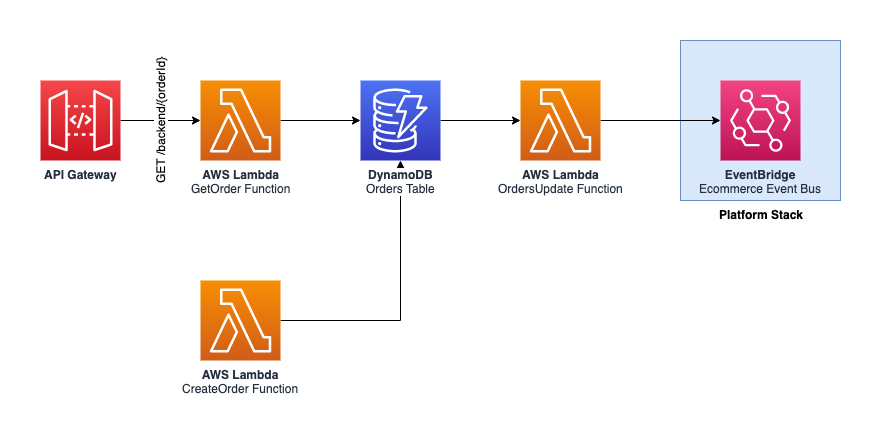 API Gateway
GET /backend/{orderId}
AWS Lambda
GetOrder Function
DynamoDB
Orders Table
AWS Lambda
OrdersUpdate Function
EventBridge
Ecommerce Event Bus
Platform Stack
AWS Lambda
CreateOrder Function